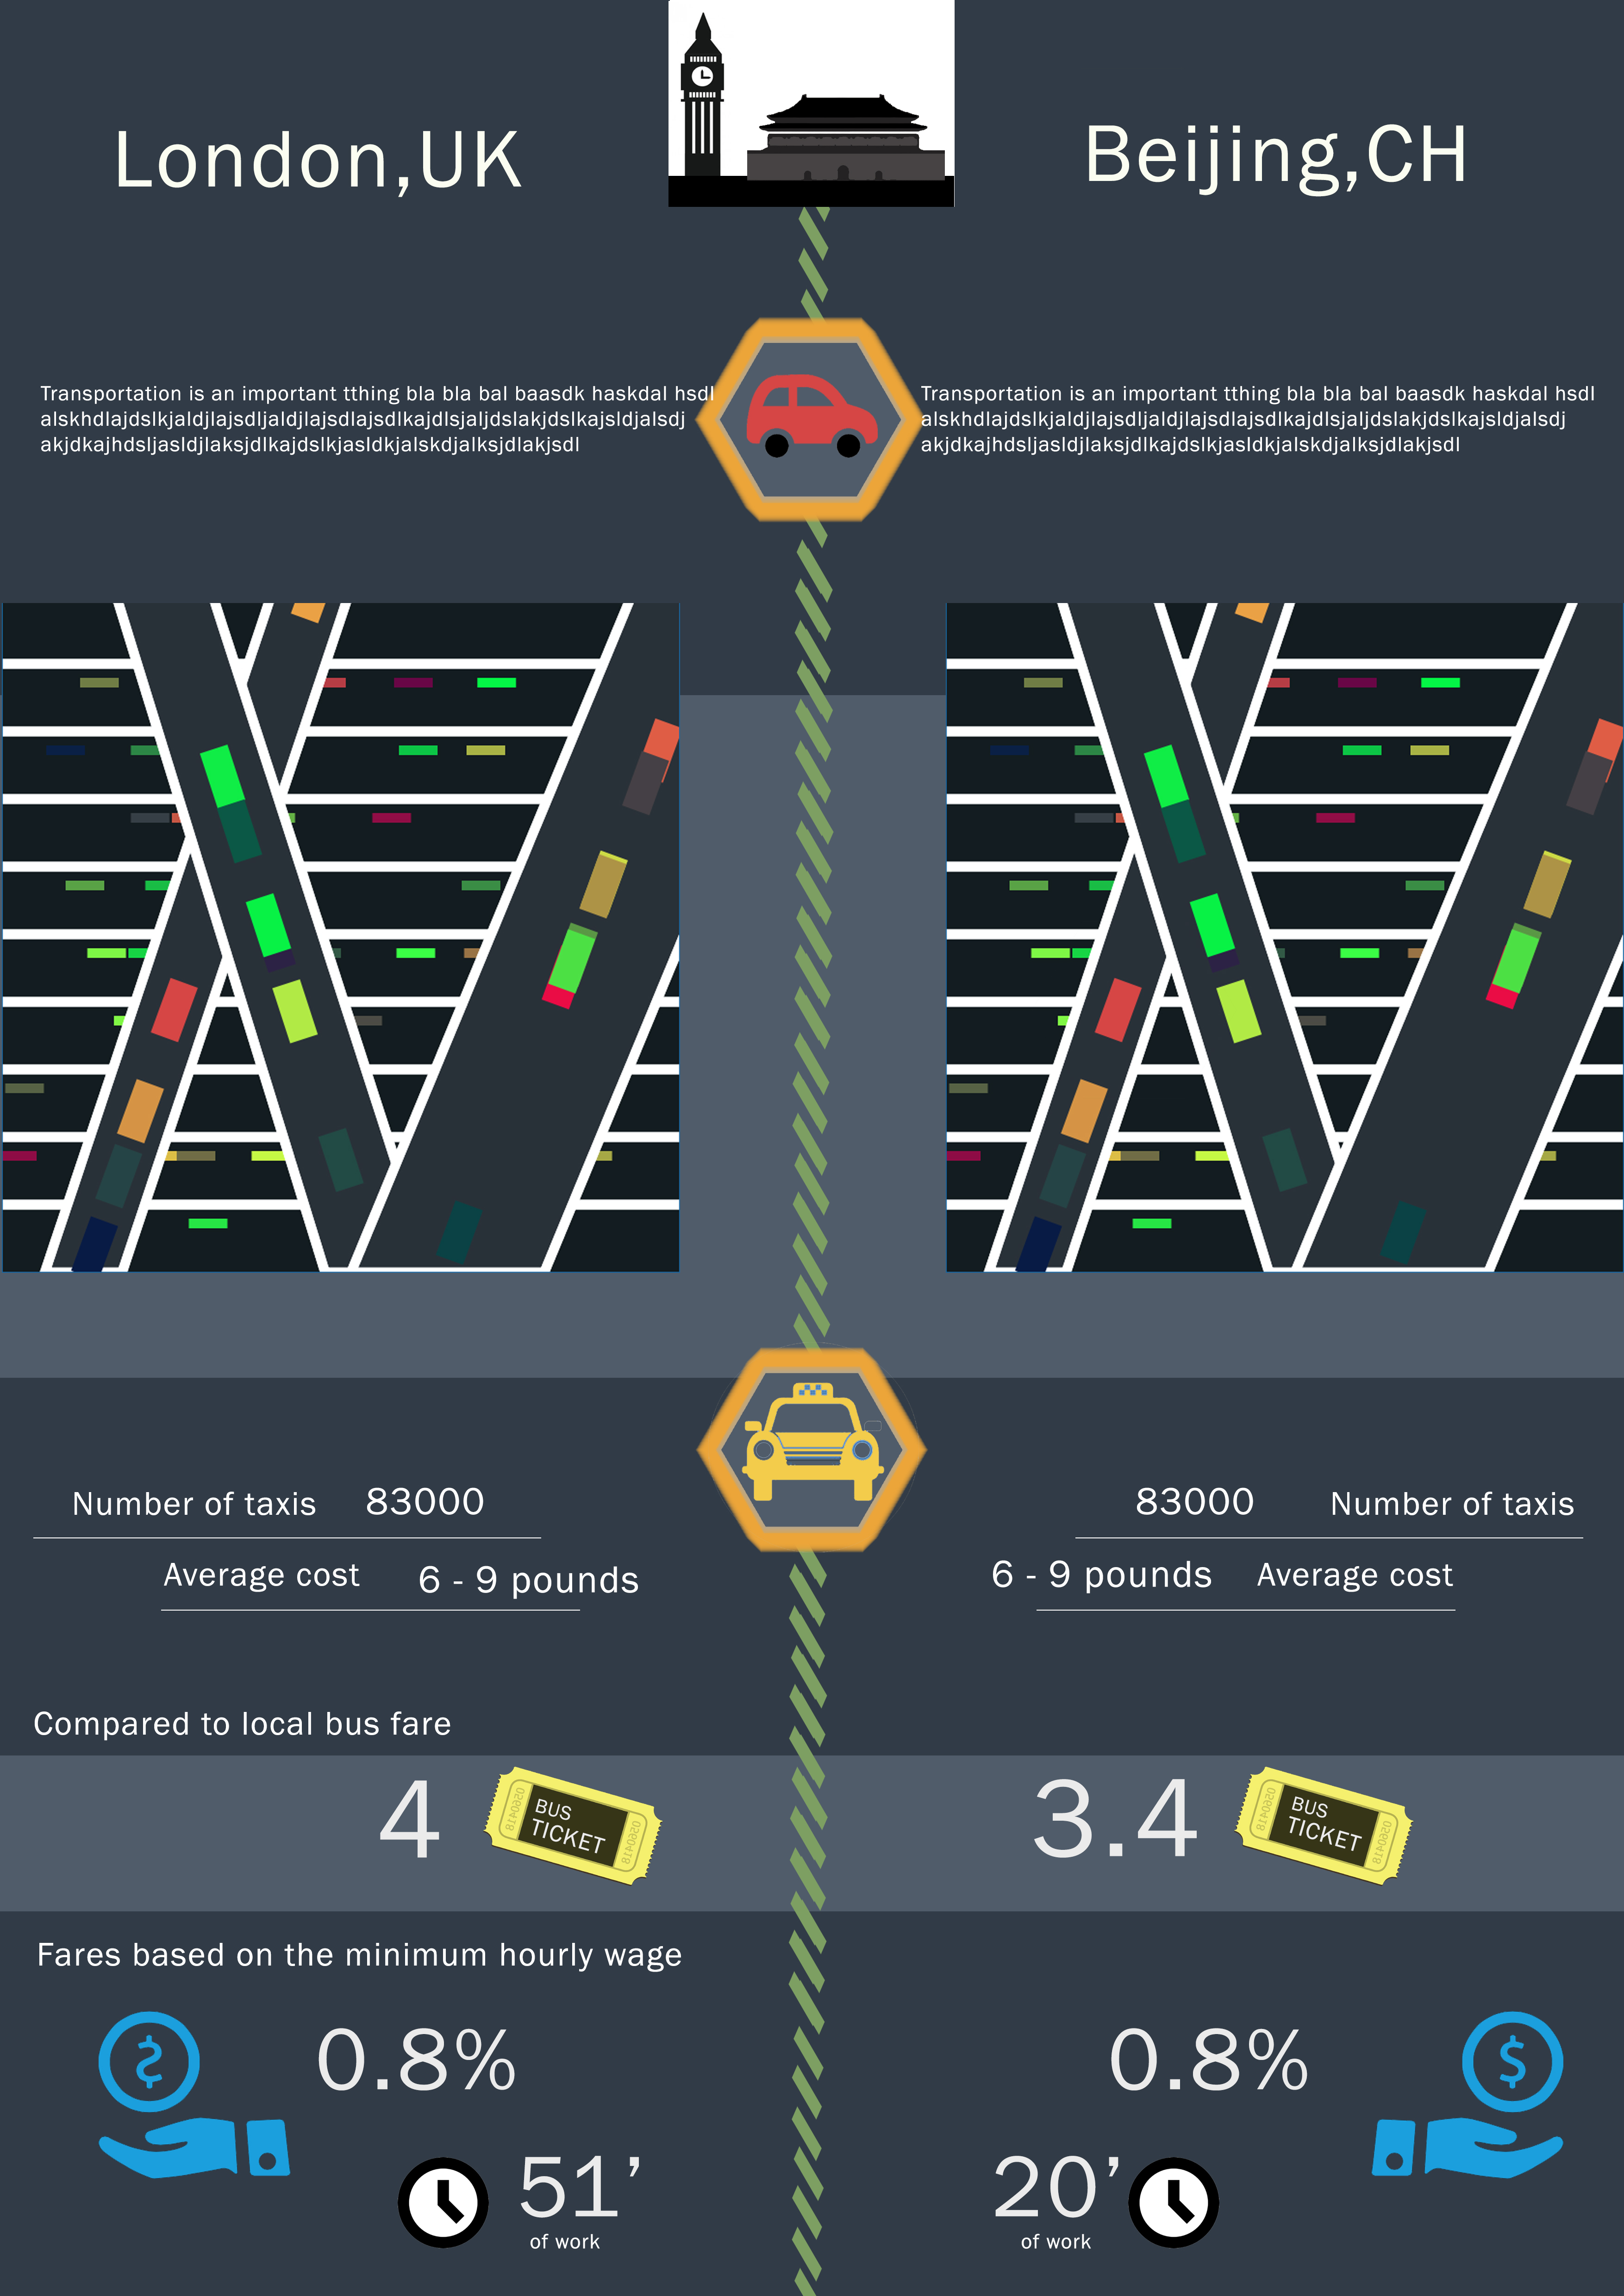 London,UK
Beijing,CH
Transportation is an important tthing bla bla bal baasdk haskdal hsdl
alskhdlajdslkjaldjlajsdljaldjlajsdlajsdlkajdlsjaljdslakjdslkajsldjalsdj
akjdkajhdsljasldjlaksjdlkajdslkjasldkjalskdjalksjdlakjsdl
Transportation is an important tthing bla bla bal baasdk haskdal hsdl
alskhdlajdslkjaldjlajsdljaldjlajsdlajsdlkajdlsjaljdslakjdslkajsldjalsdj
akjdkajhdsljasldjlaksjdlkajdslkjasldkjalskdjalksjdlakjsdl
Number of taxis 83000
Average cost 6 - 9 pounds
83000 Number of taxis
6 - 9 pounds Average cost
Compared to local bus fare
4
0560418
BUS
TICKET
0560418
3.4
0560418
BUS
TICKET
0560418
Fares based on the minimum hourly wage
$
0.8%
0.8%
$
51’
of work
20’
of work